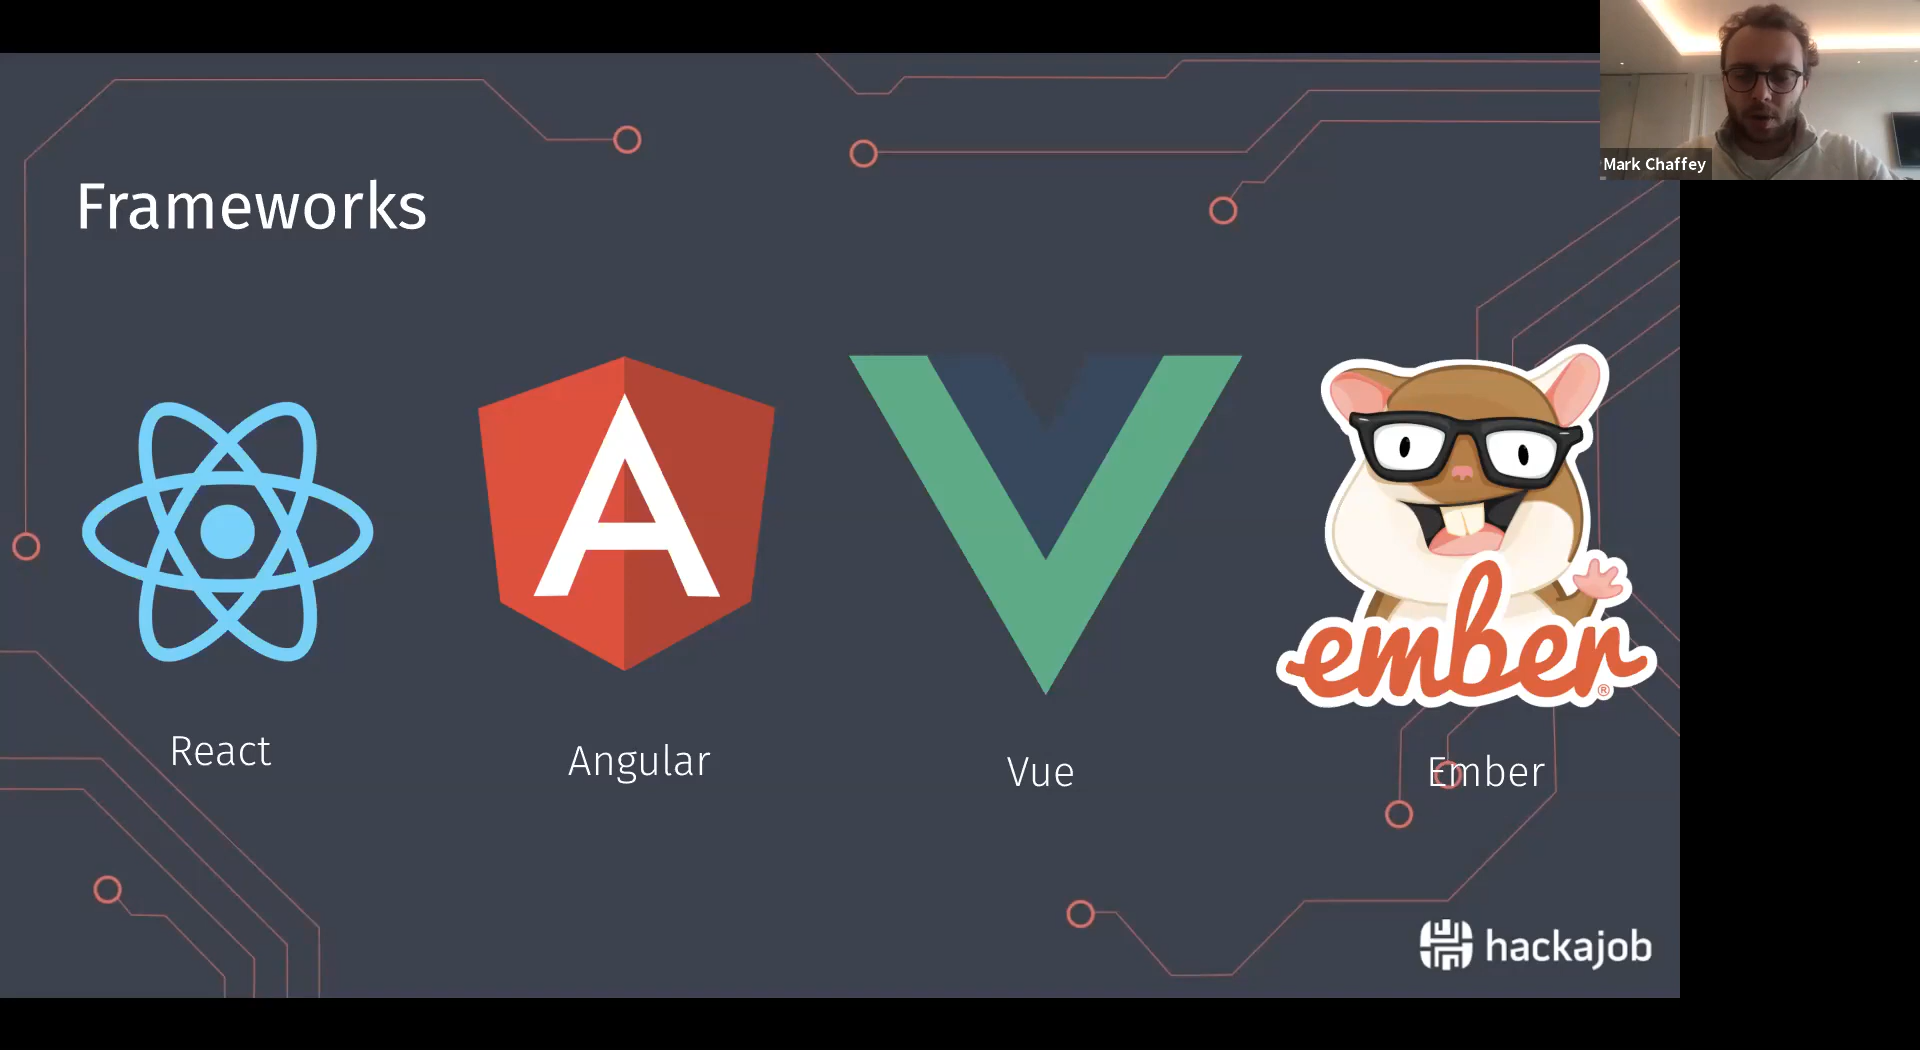 Mark Chaffey
Frameworks
A
ember
®
React
Angular
Vue
Ember
hackajob